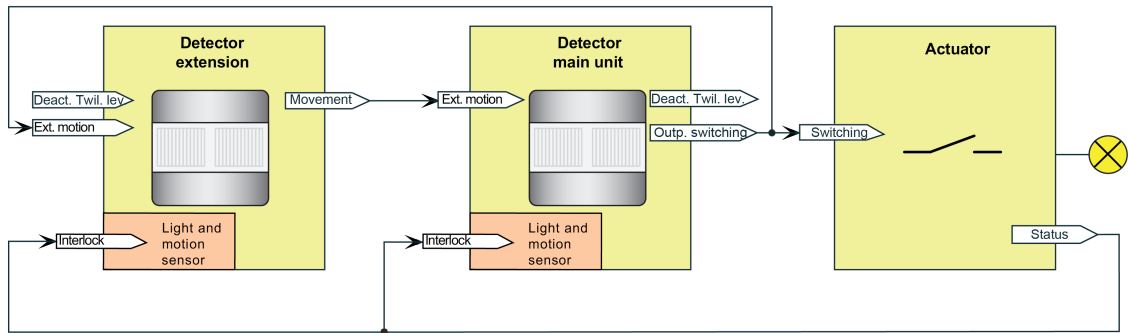 Detector
extension
Deact. Twil. lev.
Ext. motion
Movement
Interlock
Light and
motion
sensor
Detector
main unit
Ext. motion
Deact. Twil. lev.
Outp. switching
Interlock
Light and
motion
sensor
Actuator
Switching
Status